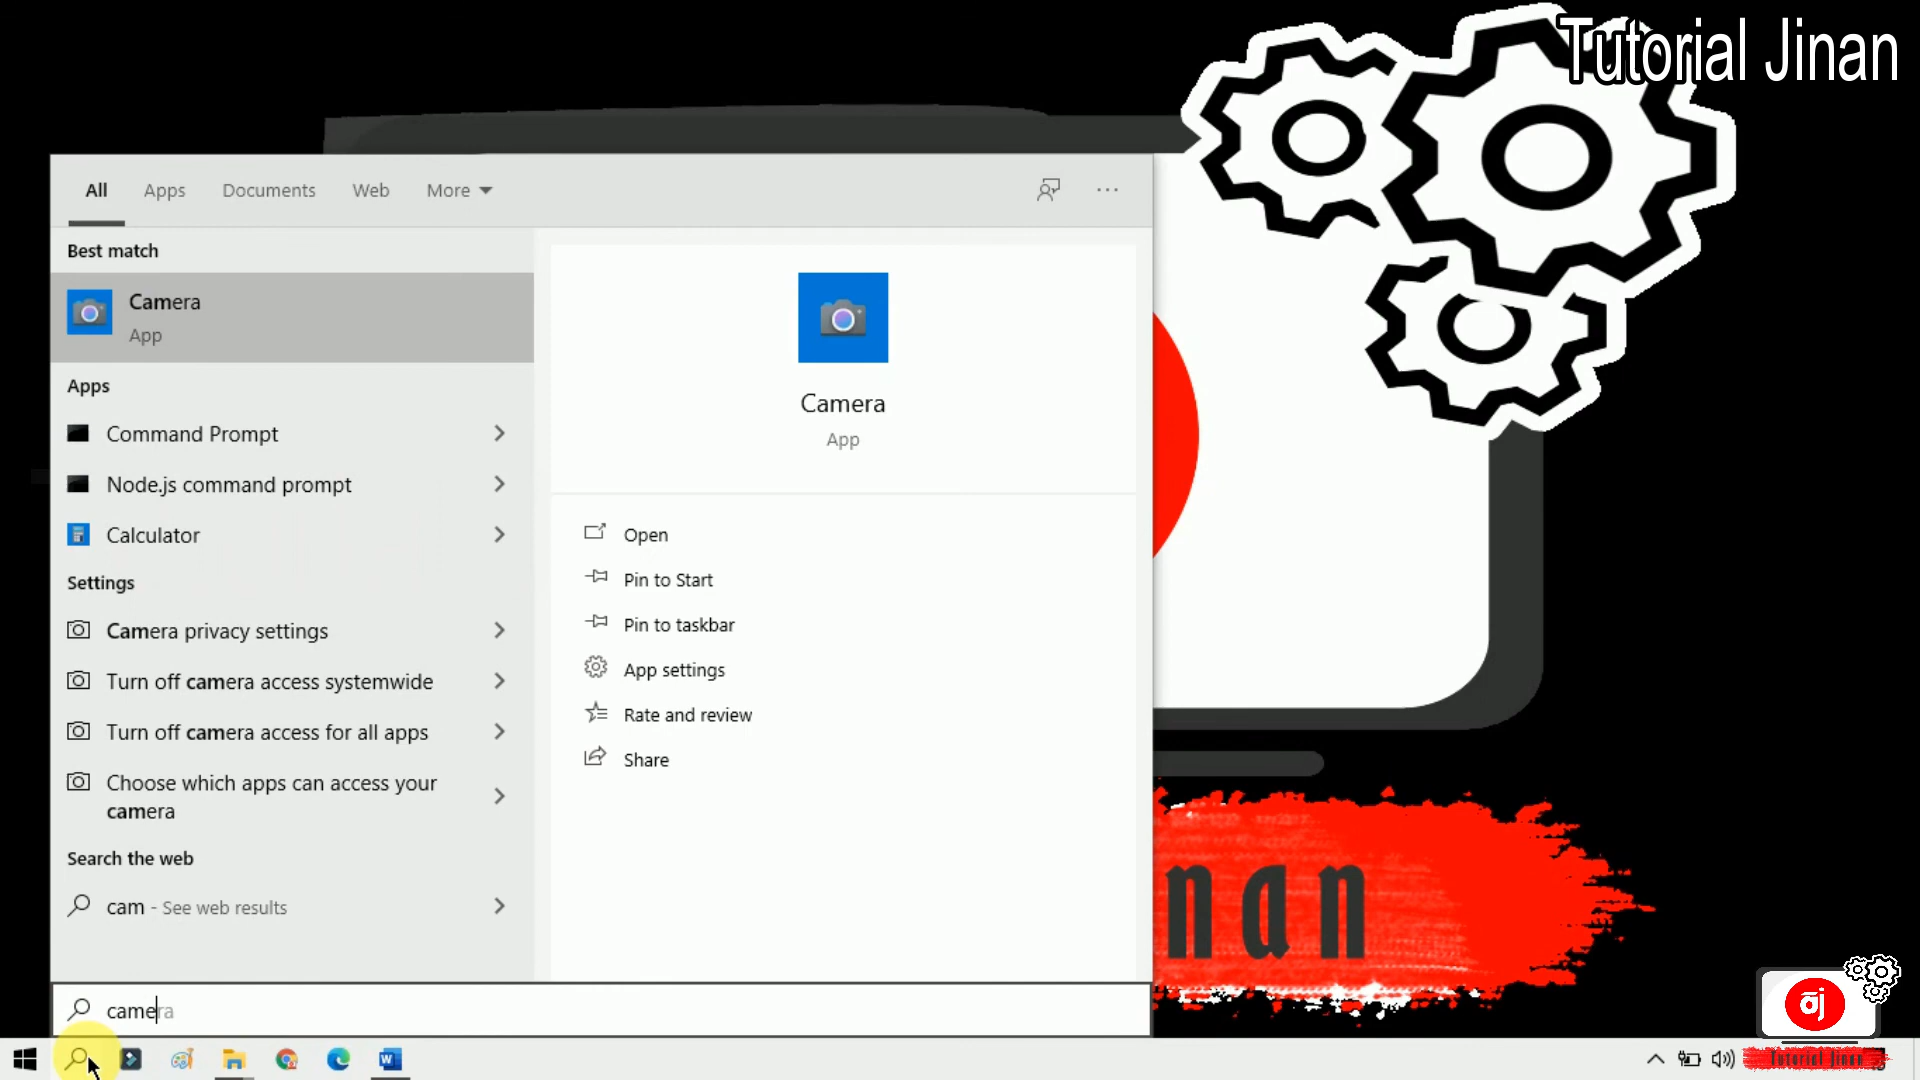 Tutorial Jinan
All Apps Documents Web More
Best match
Camera
App
Apps
Command Prompt
Node.js command prompt
Calculator
Settings
Camera privacy settings
Turn off camera access systemwide
Turn off camera access for all apps
Choose which apps can access your
camera
Search the web
cam - See web results
Camera
App
Open
Pin to Start
Pin to taskbar
App settings
Rate and review
Share
nan
camera
aj
Tutorial Jinan